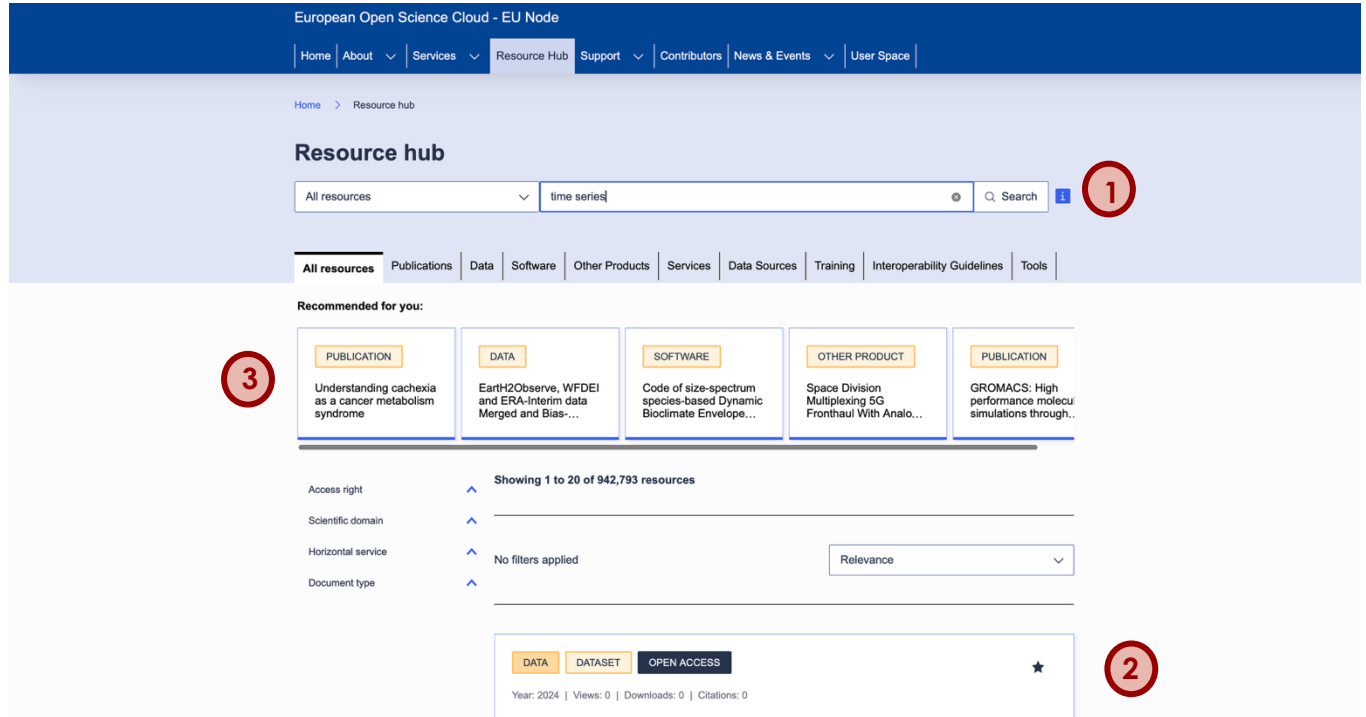 European Open Science Cloud - EU Node
Home About Services Resource Hub Support Contributors News & Events User Space
Home > Resource hub
Resource hub
All resources time series Search i
1
All resources Publications Data Software Other Products Services Data Sources Training Interoperability Guidelines Tools
Recommended for you:
3
PUBLICATION
Understanding cachexia
as a cancer metabolism
syndrome
DATA
EartH2Observe, WFDEI
and ERA-Interim data
Merged and Bias-...
SOFTWARE
Code of size-spectrum
species-based Dynamic
Bioclimate Envelope...
OTHER PRODUCT
Space Division
Multiplexing 5G
Fronthaul With Analo...
PUBLICATION
GROMACS: High
performance molecul
simulations through..
Access right
Scientific domain
Horizontal service
Document type
Showing 1 to 20 of 942,793 resources
No filters applied Relevance
DATA DATASET OPEN ACCESS
2
Year: 2024 | Views: 0 | Downloads: 0 | Citations: 0